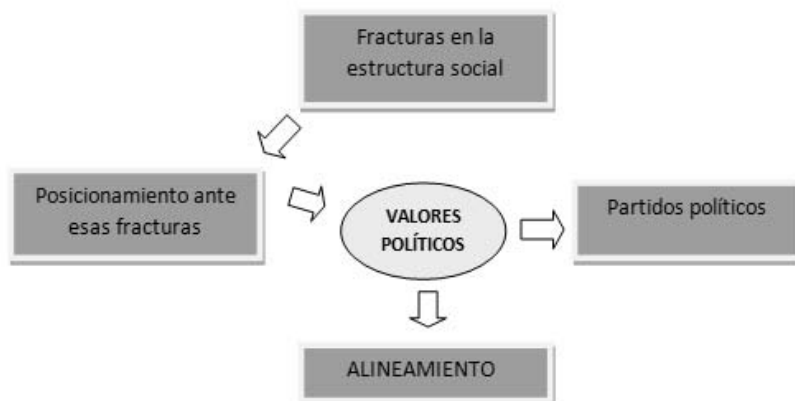 Fracturas en la
estructura social
Posicionamiento ante
esas fracturas
VALORES
POLÍTICOS
Partidos políticos
ALINEAMIENTO